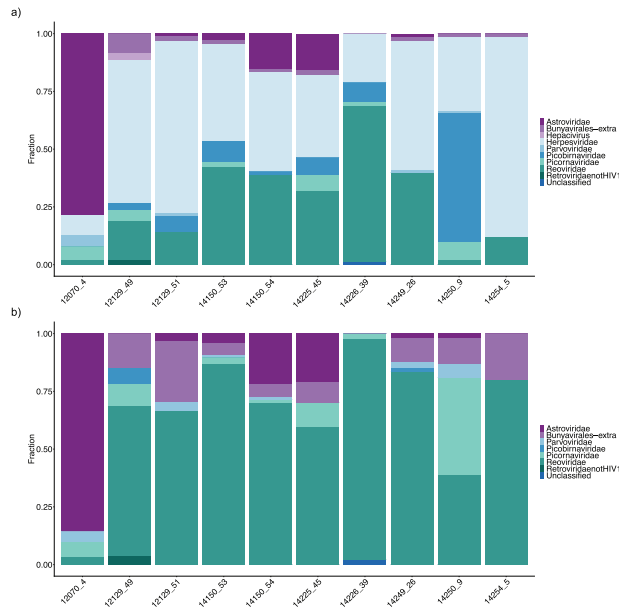 a)
1.00
0.75
0.50
0.25
0.00
Fraction
12070_4
12129_49
12129_51
14150_53
14150_54
14225_45
14226_39
14249_26
14250_9
14254_5
Astroviridae
Bunyavirales−extra
Hepacivirus
Herpesviridae
Parvoviridae
Picobirnaviridae
Picornaviridae
Reoviridae
RetroviridaenotHIV1
Unclassified
b)
1.00
0.75
0.50
0.25
0.00
Fraction
12070_4
12129_49
12129_51
14150_53
14150_54
14225_45
14226_39
14249_26
14250_9
14254_5
Astroviridae
Bunyavirales−extra
Parvoviridae
Picobirnaviridae
Picornaviridae
Reoviridae
RetroviridaenotHIV1
Unclassified